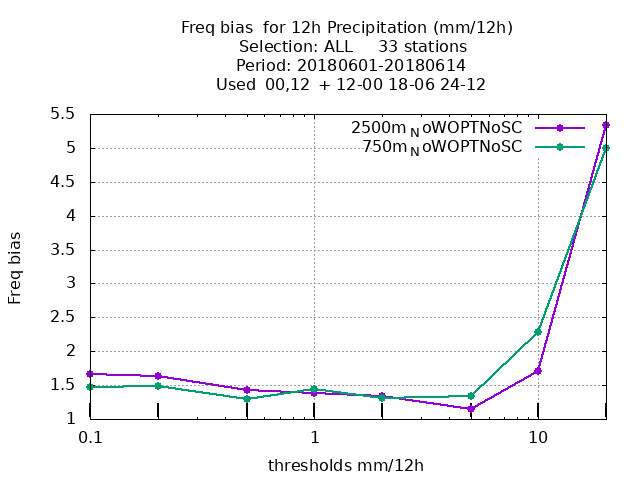 Freq bias  for 12h Precipitation (mm/12h)
Selection: ALL     33 stations
Period: 20180601-20180614
Used  00,12  + 12-00 18-06 24-12
2500m_NoWOPTNoSC
750m_NoWOPTNoSC
5.5
5
4.5
4
3.5
3
2.5
2
1.5
1
Freq bias
0.1
1
10
thresholds mm/12h